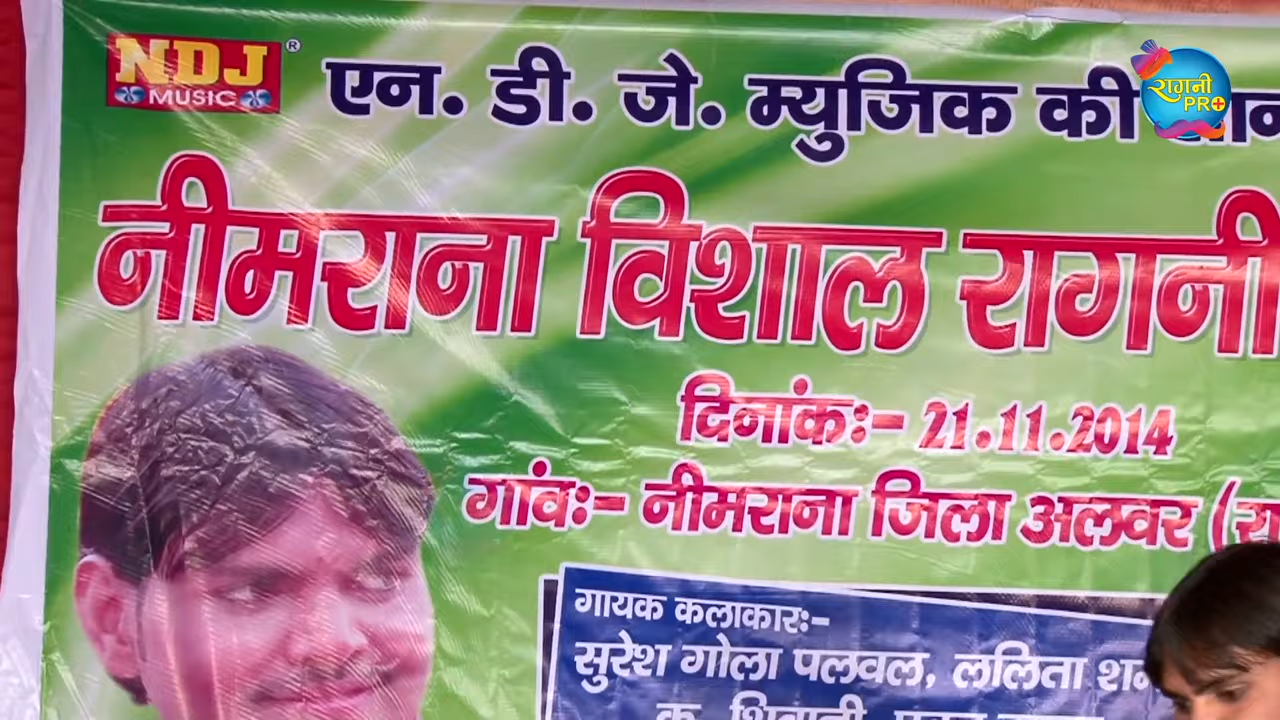 NDJ ®
MUSIC
एन. डी. जे. म्युजिक की
रागनी
PRO+
नीमराना विशाल रागनी
दिनांकः- 21.11.2014
गांवः- नीमराना जिला अलवर (रा
गायक कलाकारः-
सुरेश गोला पलवल, ललिता